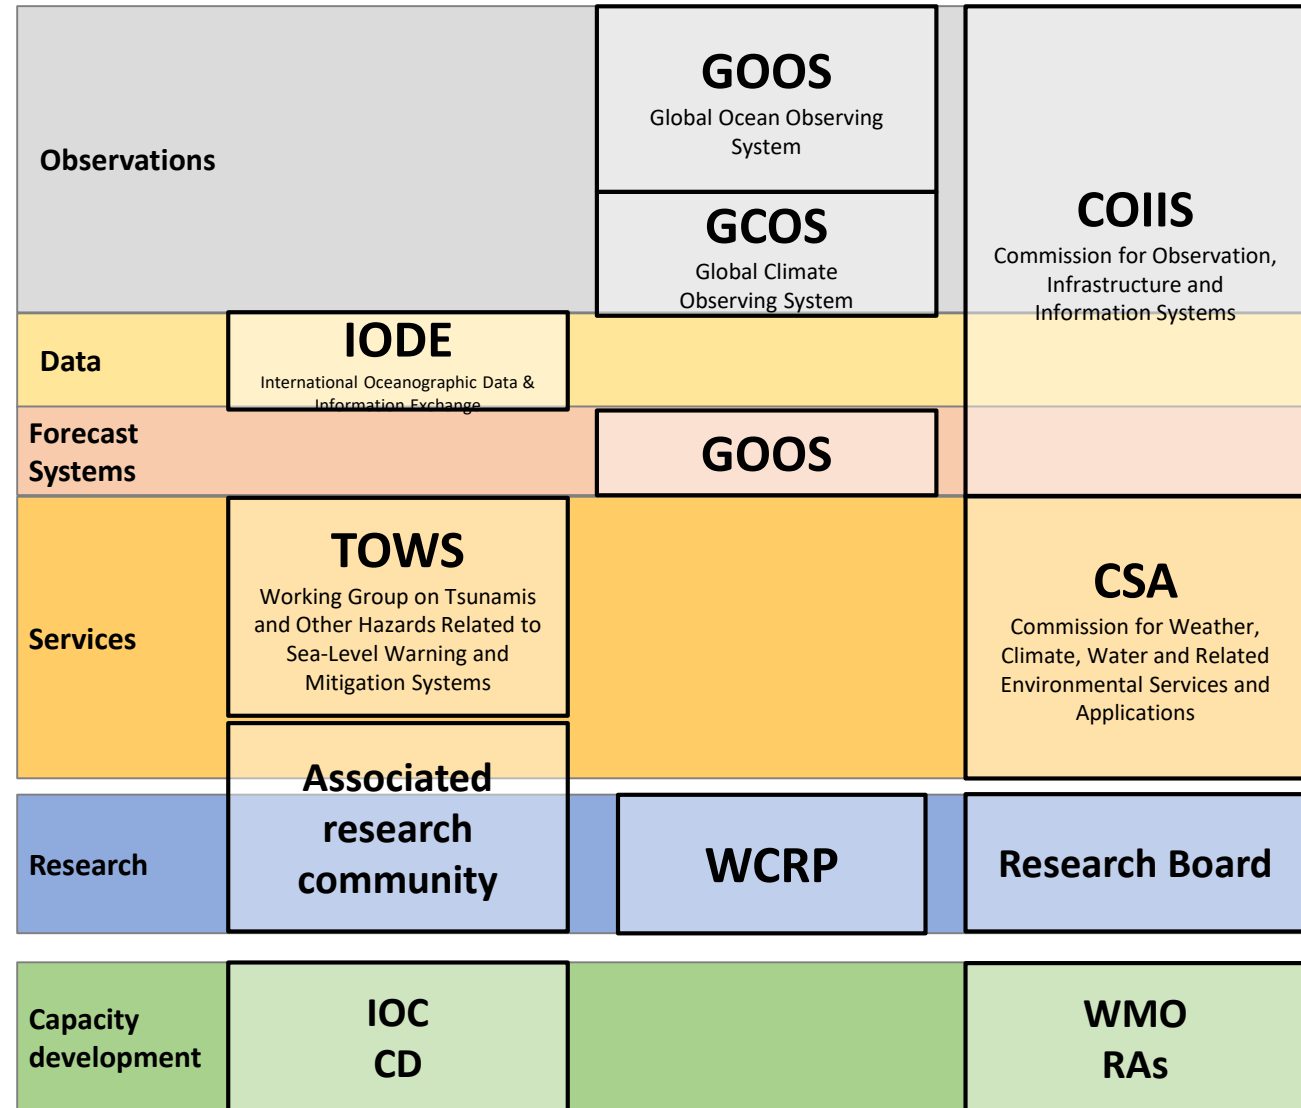 Observations
GOOS
Global Ocean Observing
System
GCOS
Global Climate
Observing System
COIIS
Commission for Observation,
Infrastructure and
Information Systems
Data
IODE
International Oceanographic Data &
Information Exchange
Forecast
Systems
GOOS
Services
TOWS
Working Group on Tsunamis
and Other Hazards Related to
Sea-Level Warning and
Mitigation Systems
CSA
Commission for Weather,
Climate, Water and Related
Environmental Services and
Applications
Research
Associated
research
community
WCRP
Research Board
Capacity
development
IOC
CD
WMO
RAs